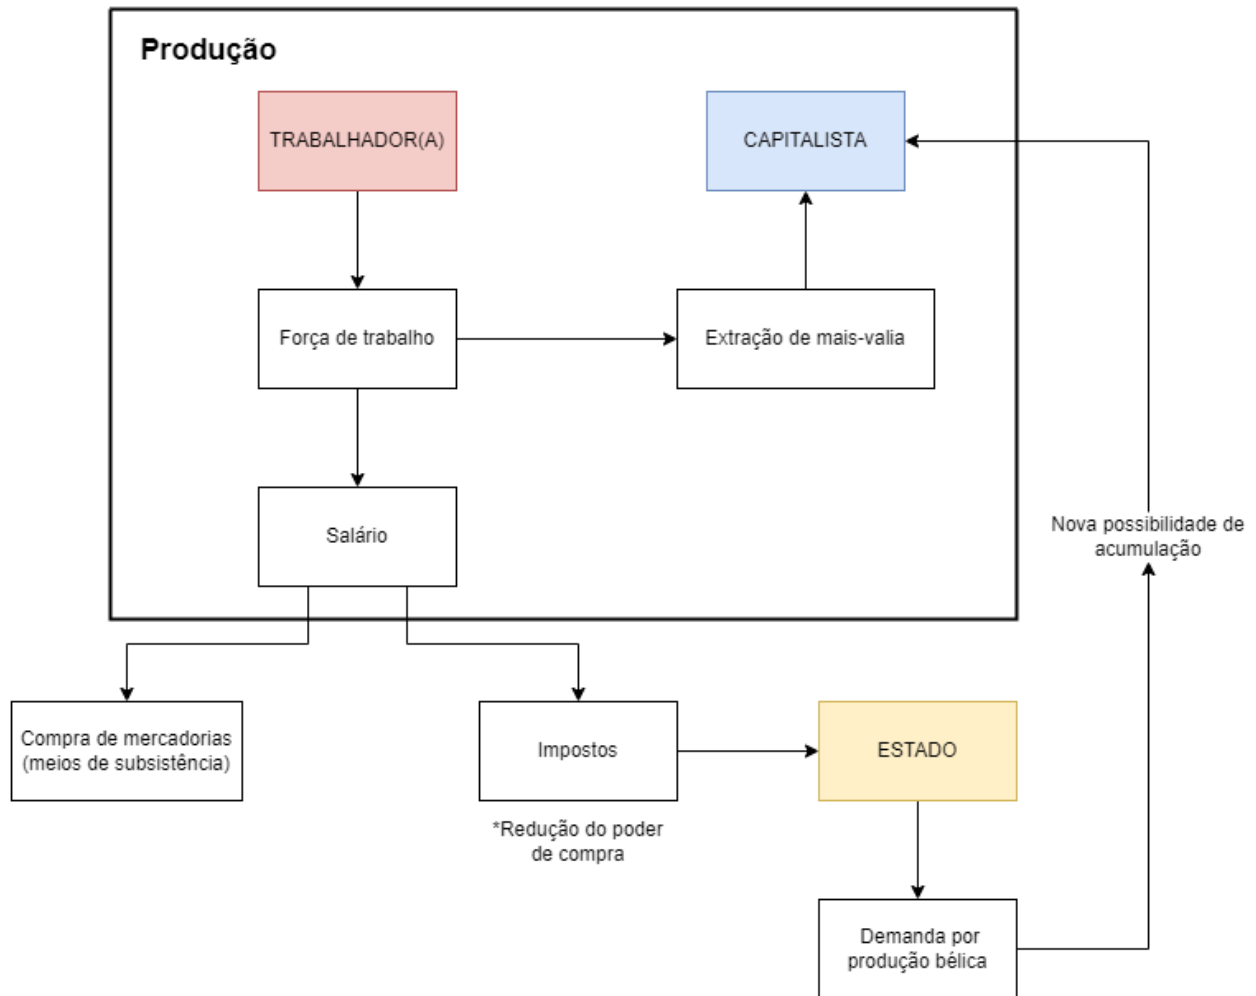 Produção
TRABALHADOR(A)
CAPITALISTA
Força de trabalho
Extração de mais-valia
Salário
Nova possibilidade de
acumulação
Compra de mercadorias
(meios de subsistência)
Impostos
ESTADO
*Redução do poder
de compra
Demanda por
produção bélica